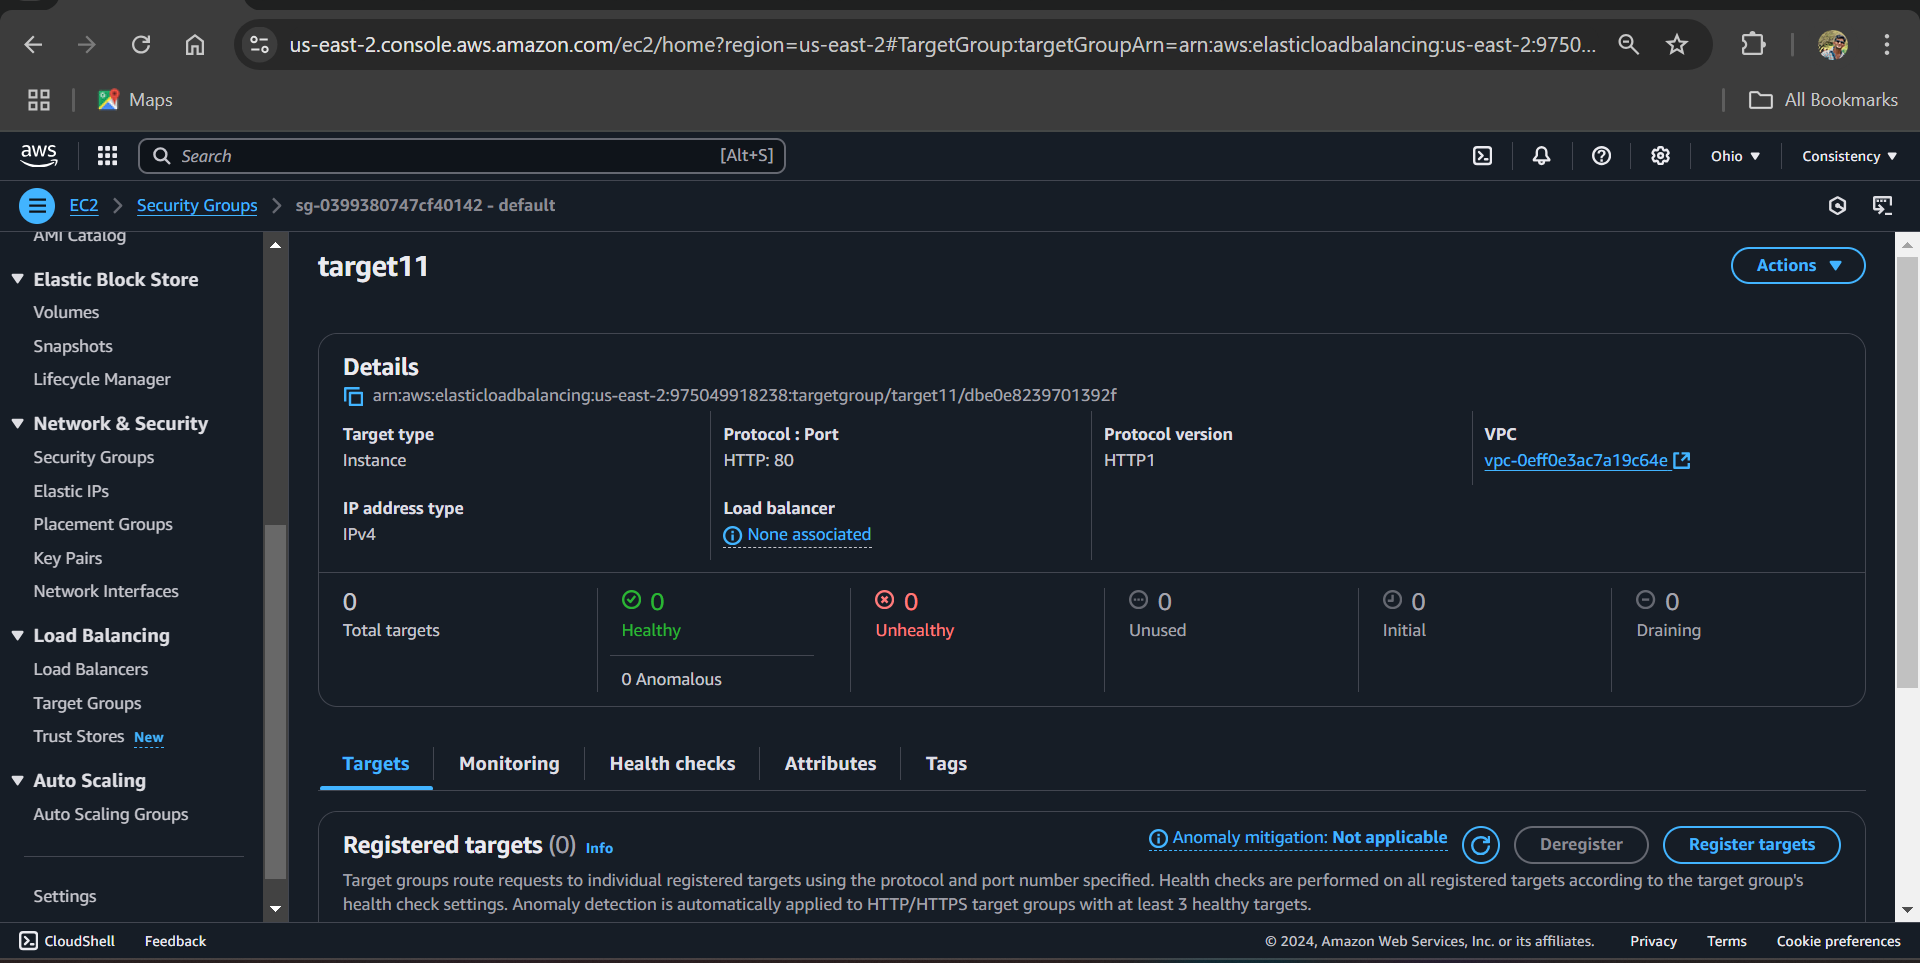 us-east-2.console.aws.amazon.com/ec2/home?region=us-east-2#TargetGroup:targetGroupArn=arn:aws:elasticloadbalancing:us-east-2:9750...
Maps
All Bookmarks
aws
Search
[Alt+S]
Ohio
Consistency
EC2
Security Groups
sg-0399380747cf40142 - default
AMI Catalog
Elastic Block Store
Volumes
Snapshots
Lifecycle Manager
Network & Security
Security Groups
Elastic IPs
Placement Groups
Key Pairs
Network Interfaces
Load Balancing
Load Balancers
Target Groups
Trust Stores New
Auto Scaling
Auto Scaling Groups
Settings
target11
Actions
Details
arn:aws:elasticloadbalancing:us-east-2:975049918238:targetgroup/target11/dbe0e8239701392f
Target type
Instance
Protocol : Port
HTTP: 80
Protocol version
HTTP1
VPC
vpc-0eff0e3ac7a19c64e
IP address type
IPv4
Load balancer
None associated
0
Total targets
0
Healthy
0 Anomalous
0
Unhealthy
0
Unused
0
Initial
0
Draining
Targets
Monitoring
Health checks
Attributes
Tags
Registered targets (0) Info
Anomaly mitigation: Not applicable
Deregister
Register targets
Target groups route requests to individual registered targets using the protocol and port number specified. Health checks are performed on all registered targets according to the target group's
health check settings. Anomaly detection is automatically applied to HTTP/HTTPS target groups with at least 3 healthy targets.
CloudShell
Feedback
© 2024, Amazon Web Services, Inc. or its affiliates.
Privacy
Terms
Cookie preferences